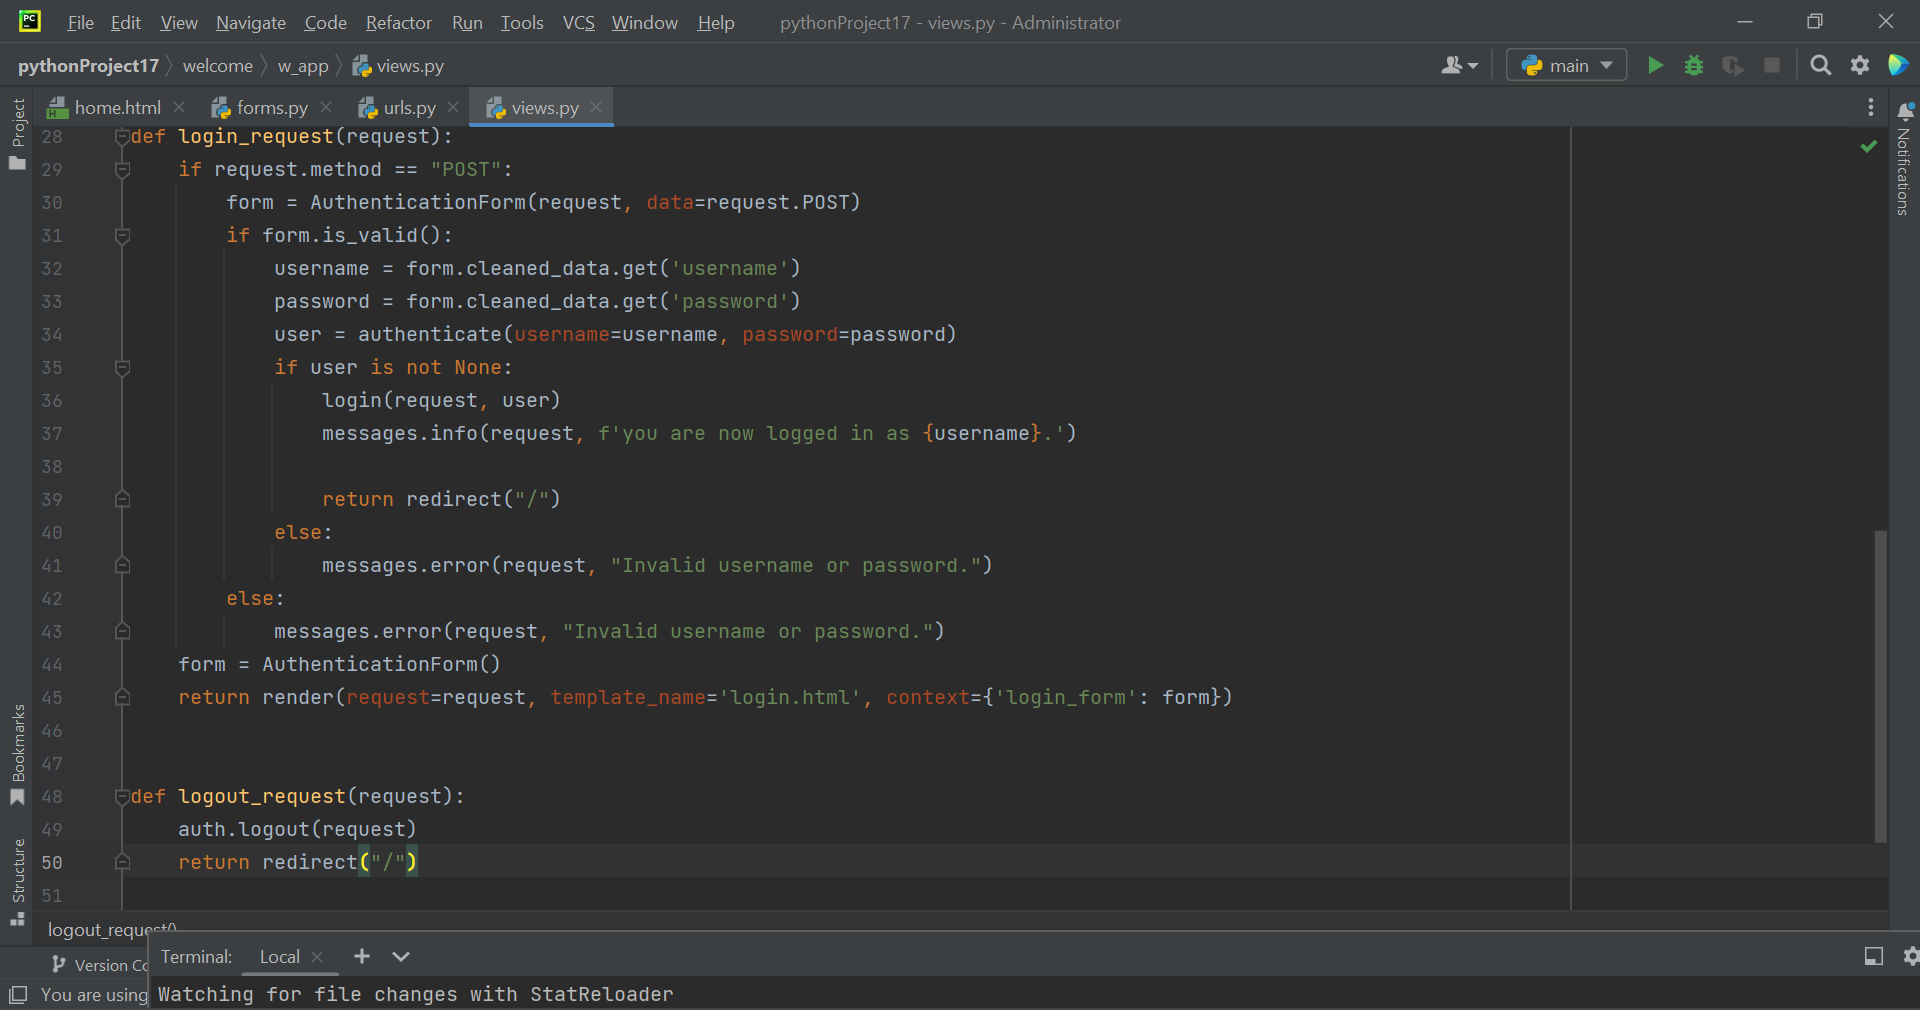 PC File Edit View Navigate Code Refactor Run Tools VCS Window Help pythonProject17 - views.py - Administrator
pythonProject17 welcome w_app views.py main
Project
home.html forms.py urls.py views.py
Notifications
28 def login_request(request):
29 if request.method == "POST":
30 form = AuthenticationForm(request, data=request.POST)
31 if form.is_valid():
32 username = form.cleaned_data.get('username')
33 password = form.cleaned_data.get('password')
34 user = authenticate(username=username, password=password)
35 if user is not None:
36 login(request, user)
37 messages.info(request, f'you are now logged in as {username}.')
38
39 return redirect("/")
40 else:
41 messages.error(request, "Invalid username or password.")
42 else:
43 messages.error(request, "Invalid username or password.")
44 form = AuthenticationForm()
45 return render(request=request, template_name='login.html', context={'login_form': form})
46
47
48 def logout_request(request):
49 auth.logout(request)
50 return redirect("/")
51
Bookmarks
Structure
logout_request()
Version Co
Terminal: Local
You are using
Watching for file changes with StatReloader